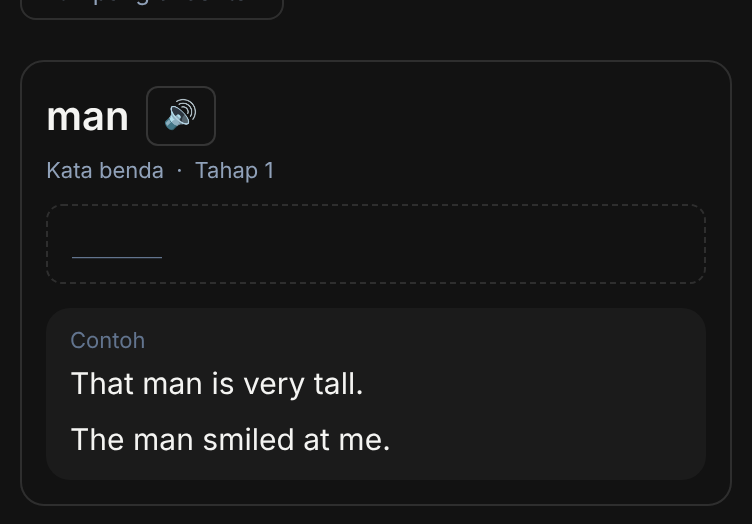 man
Kata benda · Tahap 1
Contoh
That man is very tall.
The man smiled at me.